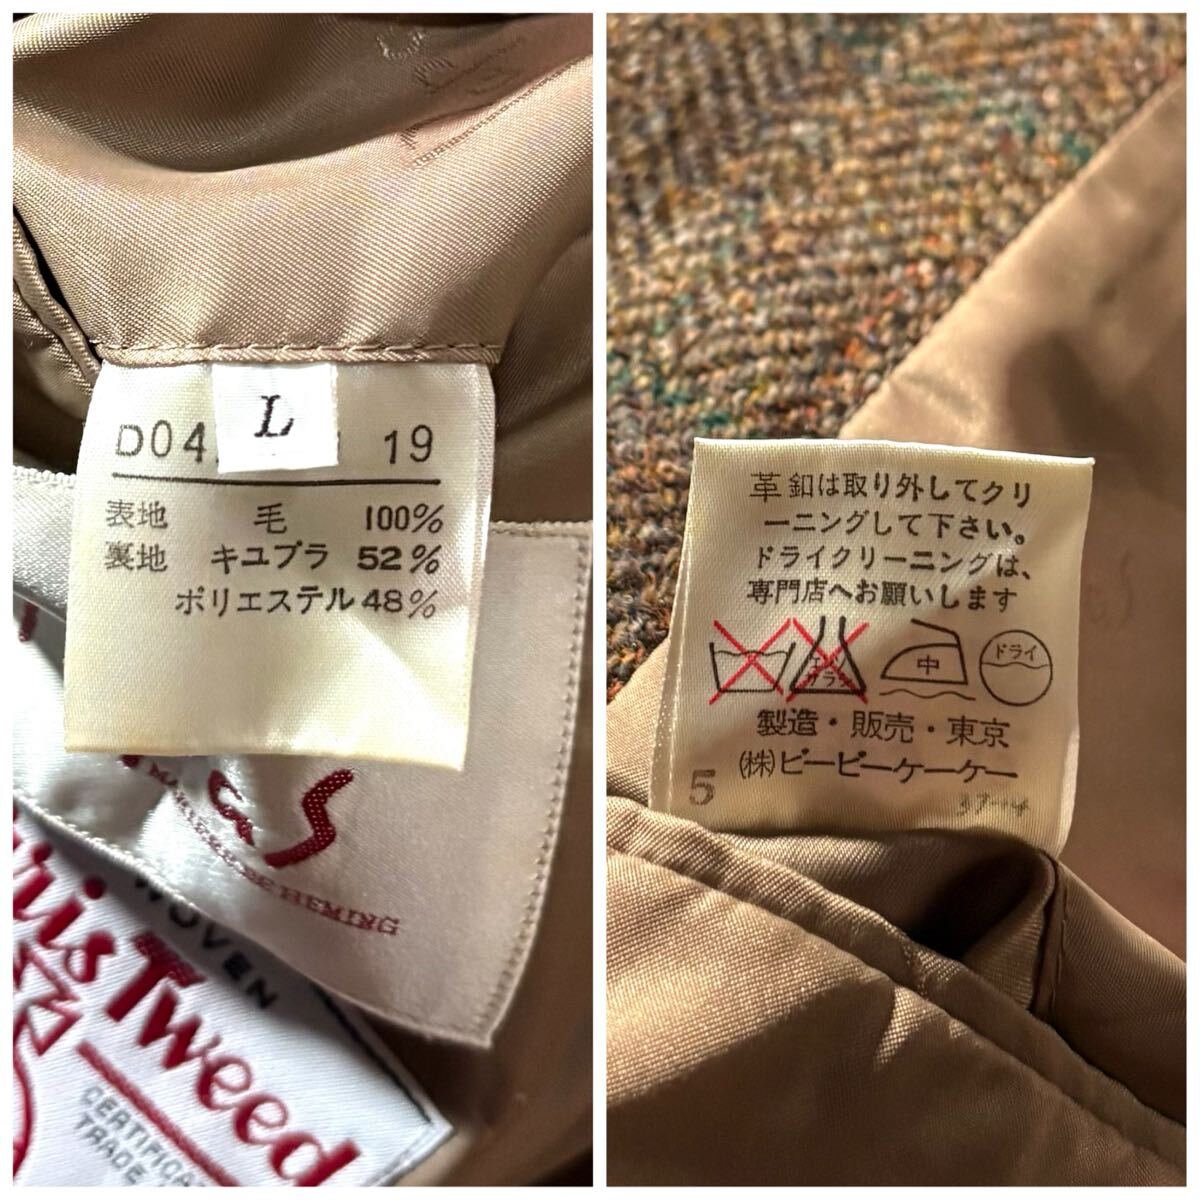 L
D04 19
表地 毛 100%
裏地 キュプラ 52%
ポリエステル 48%
HEMING
WOVEN
Tweed
革釦は取り外してクリ
ーニングして下さい。
ドライクリーニングは、
専門店へお願いします
中
ドライ
製造・販売・東京
(株)ビービーケーケー
5